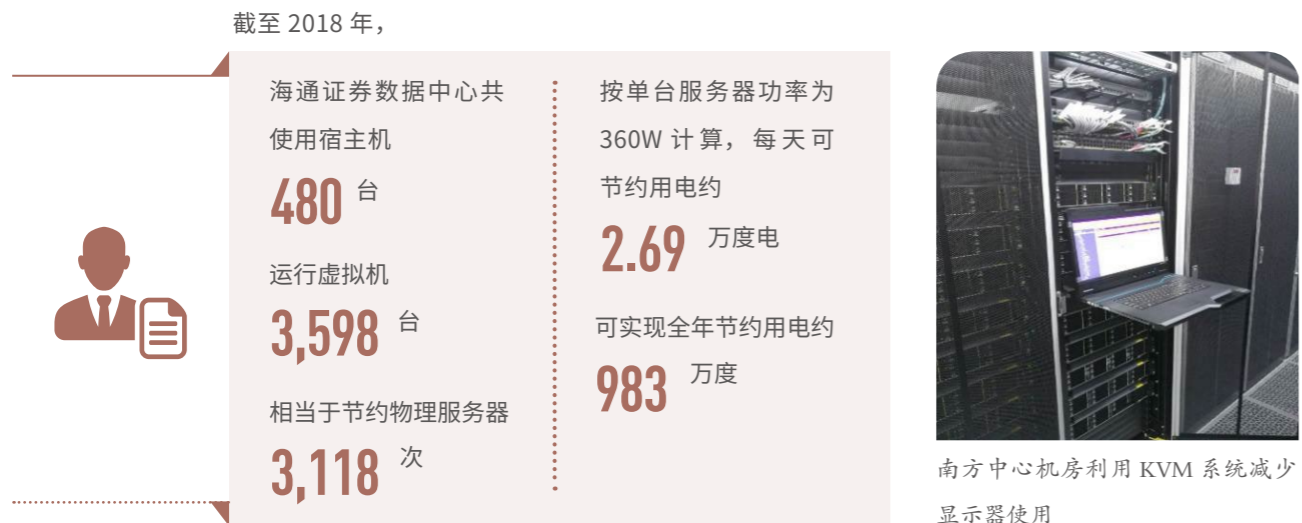 截至 2018 年，
海通证券数据中心共
使用宿主机
480 台
运行虚拟机
3,598 台
相当于节约物理服务器
3,118 次
按单台服务器功率为
360W 计算，每天可
节约用电约
2.69 万度电
可实现全年节约用电约
983 万度
南方中心机房利用 KVM 系统减少
显示器使用